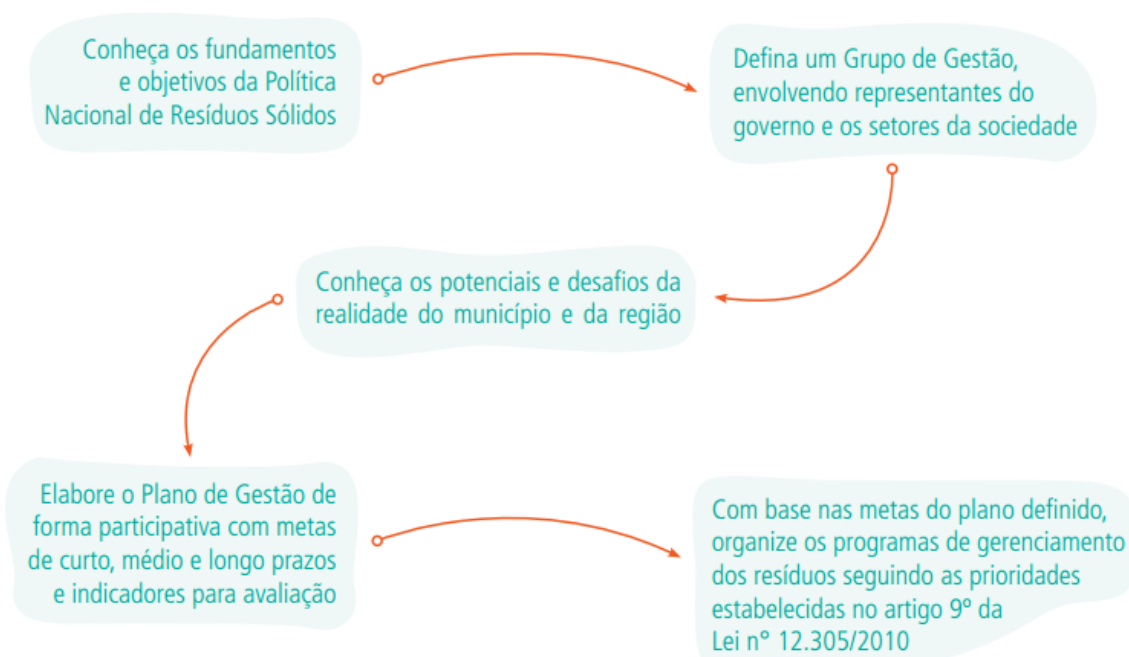 Conheça os fundamentos
e objetivos da Política
Nacional de Resíduos Sólidos
Defina um Grupo de Gestão,
envolvendo representantes do
governo e os setores da sociedade
Conheça os potenciais e desafios da
realidade do município e da região
Elabore o Plano de Gestão de
forma participativa com metas
de curto, médio e longo prazos
e indicadores para avaliação
Com base nas metas do plano definido,
organize os programas de gerenciamento
dos resíduos seguindo as prioridades
estabelecidas no artigo 9º da
Lei n° 12.305/2010